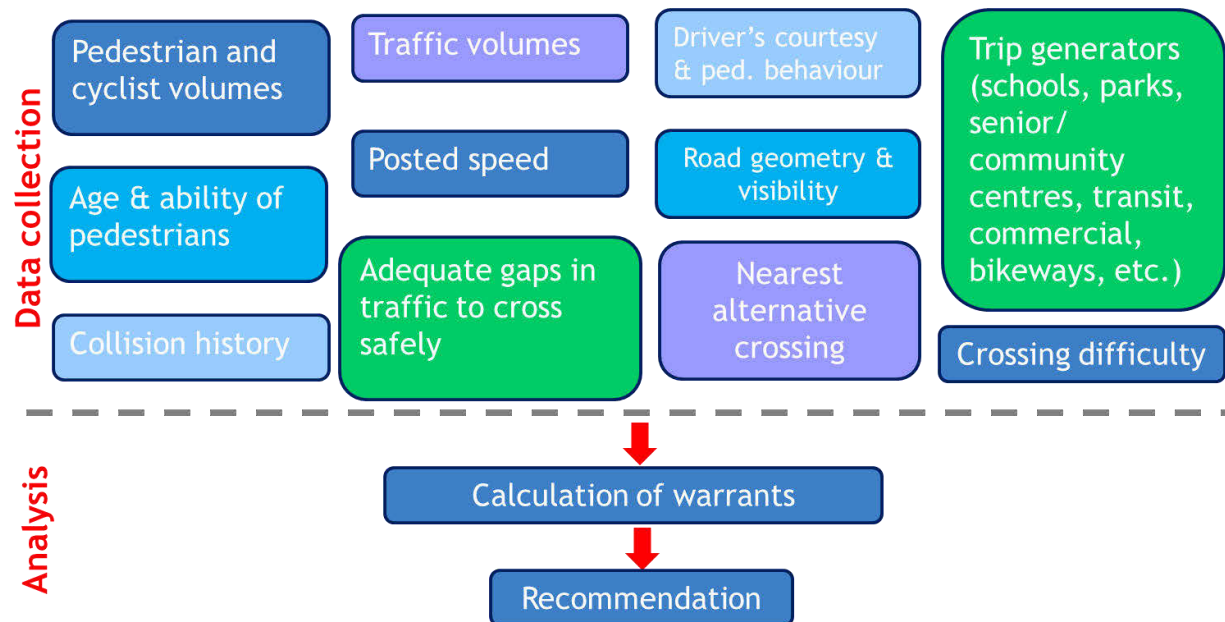 Data collection
Pedestrian and
cyclist volumes
Age & ability of
pedestrians
Collision history
Traffic volumes
Posted speed
Adequate gaps in
traffic to cross
safely
Driver's courtesy
& ped. behaviour
Road geometry &
visibility
Nearest
alternative
crossing
Trip generators
(schools, parks,
senior/
community
centres, transit,
commercial,
bikeways, etc.)
Crossing difficulty
Analysis
Calculation of warrants
Recommendation